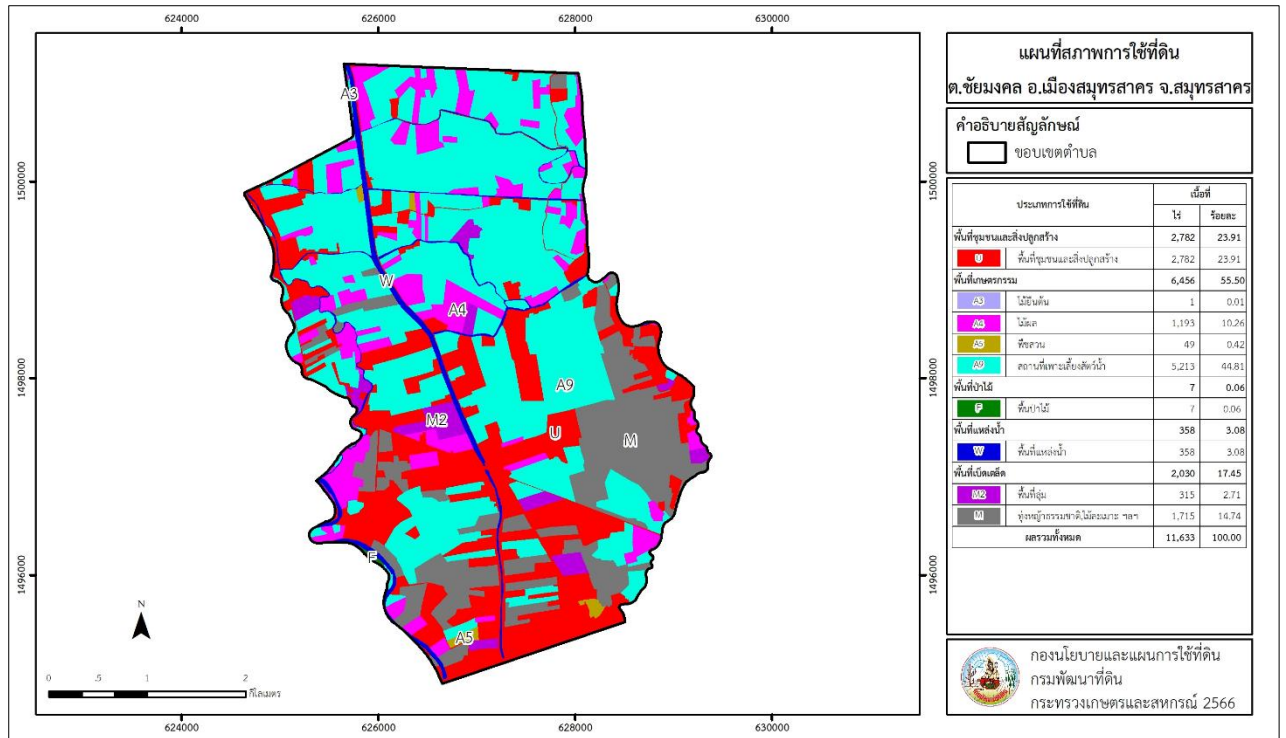 624000 626000 628000 630000
1500000 1500000
1498000 1498000
1496000 1496000
624000 626000 628000 630000
A3
W
A4
A9
M2
U
M
F
A5
N
0 .5 1 2
กิโลเมตร
แผนที่สภาพการใช้ที่ดิน
ต.ชัยมงคล อ.เมืองสมุทรสาคร จ.สมุทรสาคร
คำอธิบายสัญลักษณ์
ขอบเขตตำบล
ประเภทการใช้ที่ดิน เนื้อที่
ไร่ ร้อยละ
พื้นที่ชุมชนและสิ่งปลูกสร้าง 2,782 23.91
U พื้นที่ชุมชนและสิ่งปลูกสร้าง 2,782 23.91
พื้นที่เกษตรกรรม 6,456 55.50
A3 ไม้ยืนต้น 1 0.01
A4 ไม้ผล 1,193 10.26
A5 พืชสวน 49 0.42
A9 สถานที่เพาะเลี้ยงสัตว์น้ำ 5,213 44.81
พื้นที่ป่าไม้ 7 0.06
F พื้นป่าไม้ 7 0.06
พื้นที่แหล่งน้ำ 358 3.08
W พื้นที่แหล่งน้ำ 358 3.08
พื้นที่เบ็ดเตล็ด 2,030 17.45
M2 พื้นที่ลุ่ม 315 2.71
M ทุ่งหญ้าธรรมชาติ,ไม้ละเมาะ ฯลฯ 1,715 14.74
ผลรวมทั้งหมด 11,633 100.00
กองนโยบายและแผนการใช้ที่ดิน
กรมพัฒนาที่ดิน
กระทรวงเกษตรและสหกรณ์ 2566